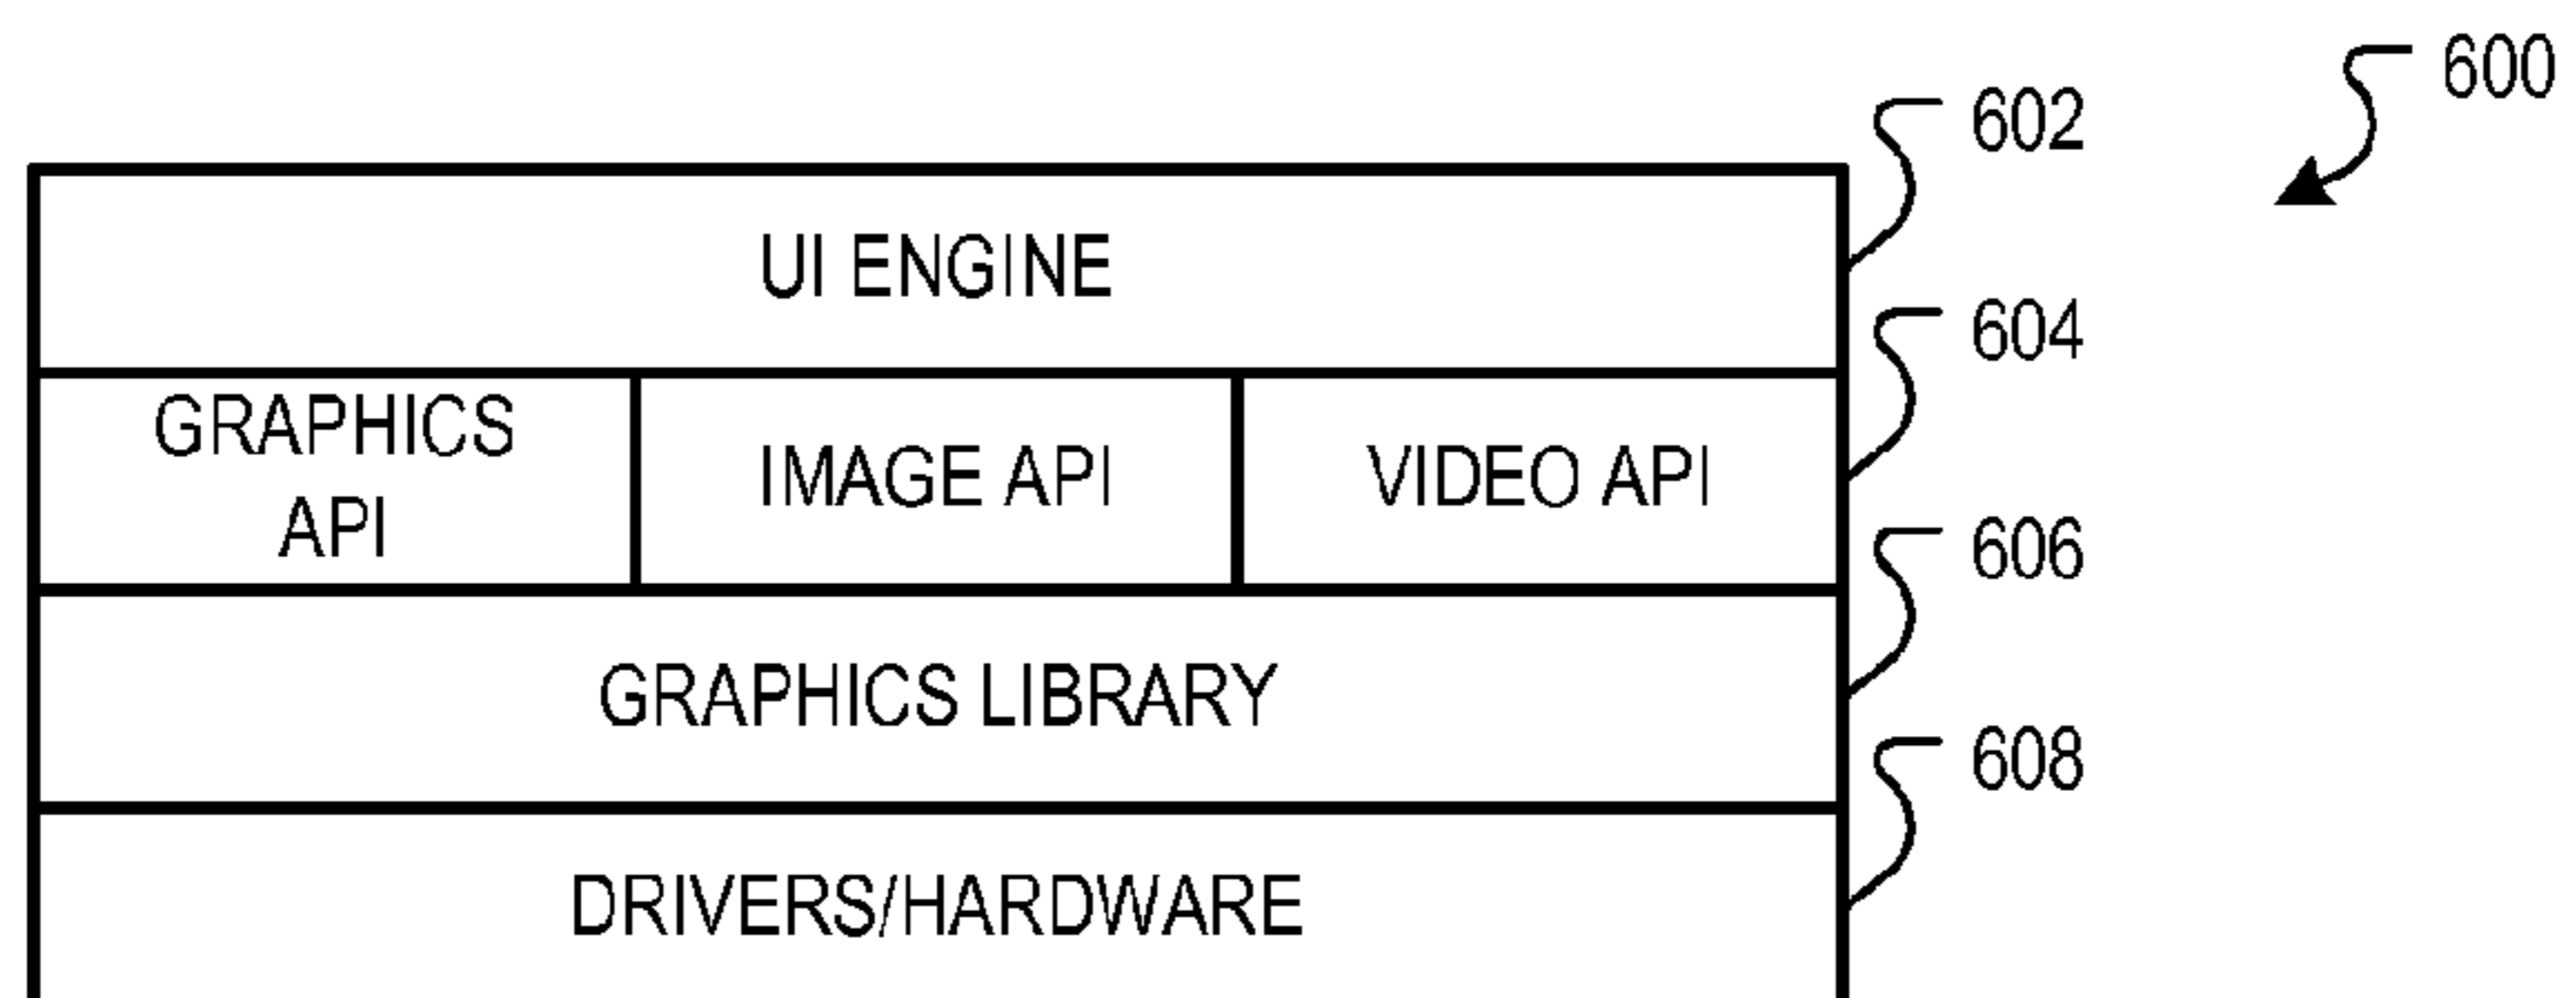 600
602
UI ENGINE
604
GRAPHICS
API
IMAGE API
VIDEO API
606
GRAPHICS LIBRARY
608
DRIVERS/HARDWARE